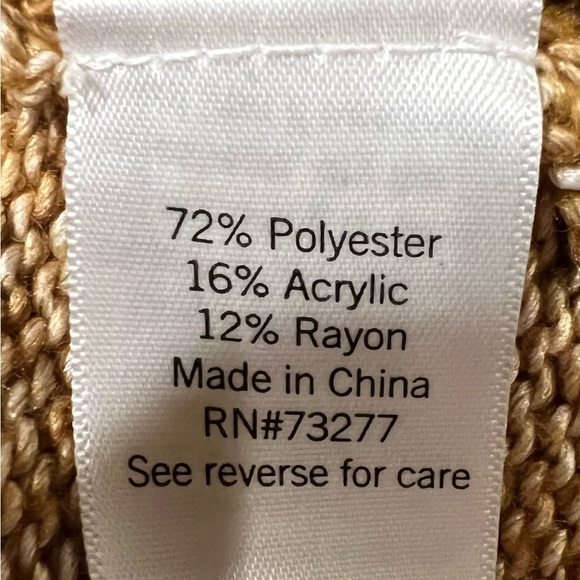 72% Polyester
16% Acrylic
12% Rayon
Made in China
RN#73277
See reverse for care